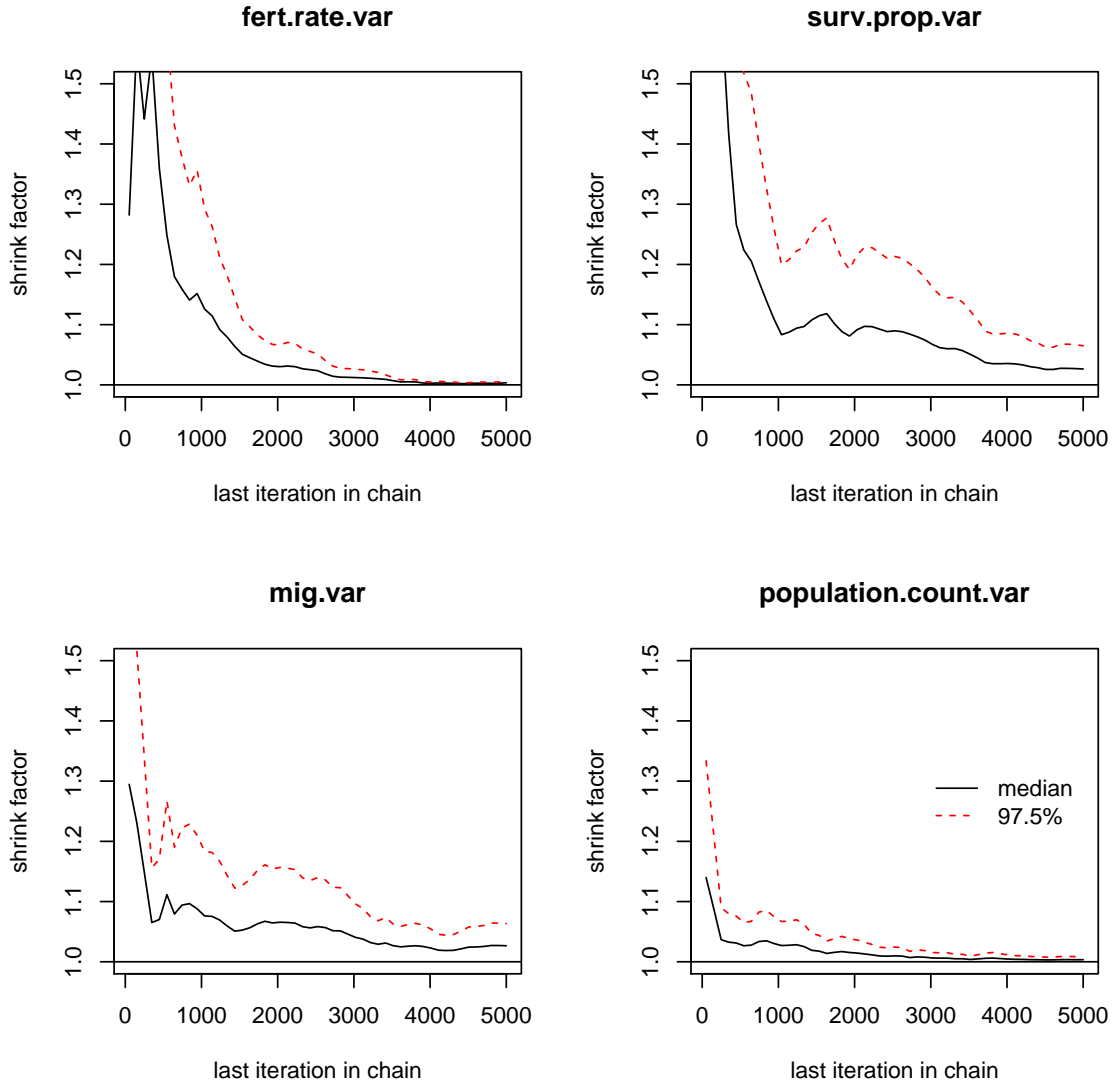 fert.rate.var
shrink factor
1.0 1.1 1.2 1.3 1.4 1.5
0 1000 2000 3000 4000 5000
last iteration in chain
surv.prop.var
shrink factor
1.0 1.1 1.2 1.3 1.4 1.5
0 1000 2000 3000 4000 5000
last iteration in chain
mig.var
shrink factor
1.0 1.1 1.2 1.3 1.4 1.5
0 1000 2000 3000 4000 5000
last iteration in chain
population.count.var
shrink factor
1.0 1.1 1.2 1.3 1.4 1.5
median
97.5%
0 1000 2000 3000 4000 5000
last iteration in chain